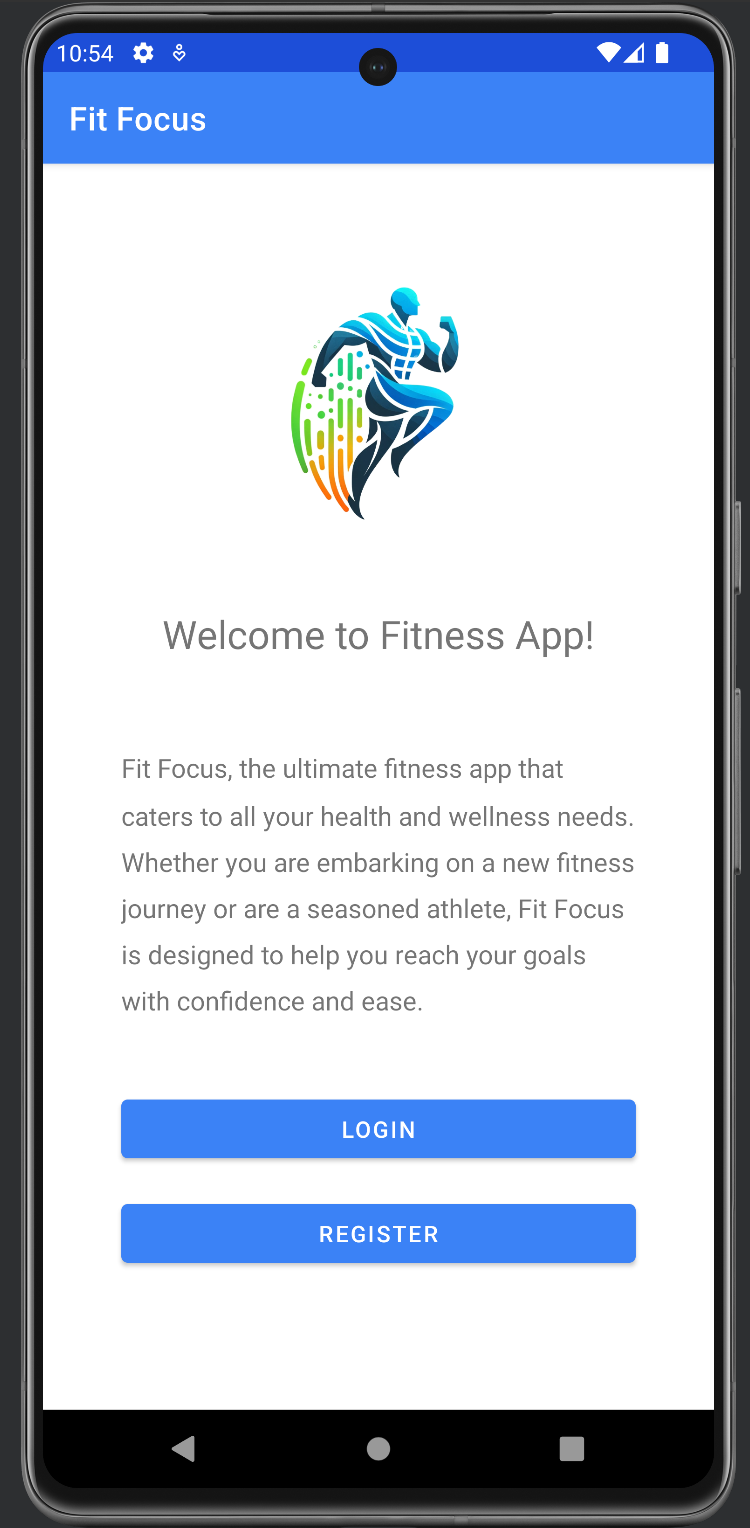 10:54
Fit Focus
Welcome to Fitness App!
Fit Focus, the ultimate fitness app that
caters to all your health and wellness needs.
Whether you are embarking on a new fitness
journey or are a seasoned athlete, Fit Focus
is designed to help you reach your goals
with confidence and ease.
LOGIN
REGISTER